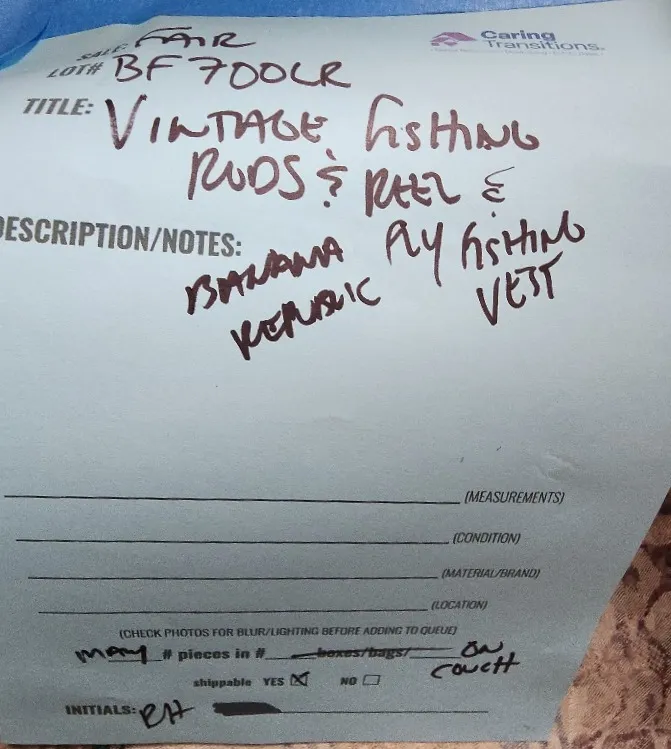 SALE: FAIR
Caring Transitions®
LOT# BF700CR
TITLE: VINTAGE FISHING
RODS & REEL &
DESCRIPTION/NOTES:
BANANA REPUBLIC FLY FISHING VEST
(MEASUREMENTS)
(CONDITION)
(MATERIAL/BRAND)
(LOCATION)
(CHECK PHOTOS FOR BLUR/LIGHTING BEFORE ADDING TO QUEUE)
many # pieces in # boxes/bags/ ON COUCH
shippable YES ☒ NO ☐
INITIALS: RH